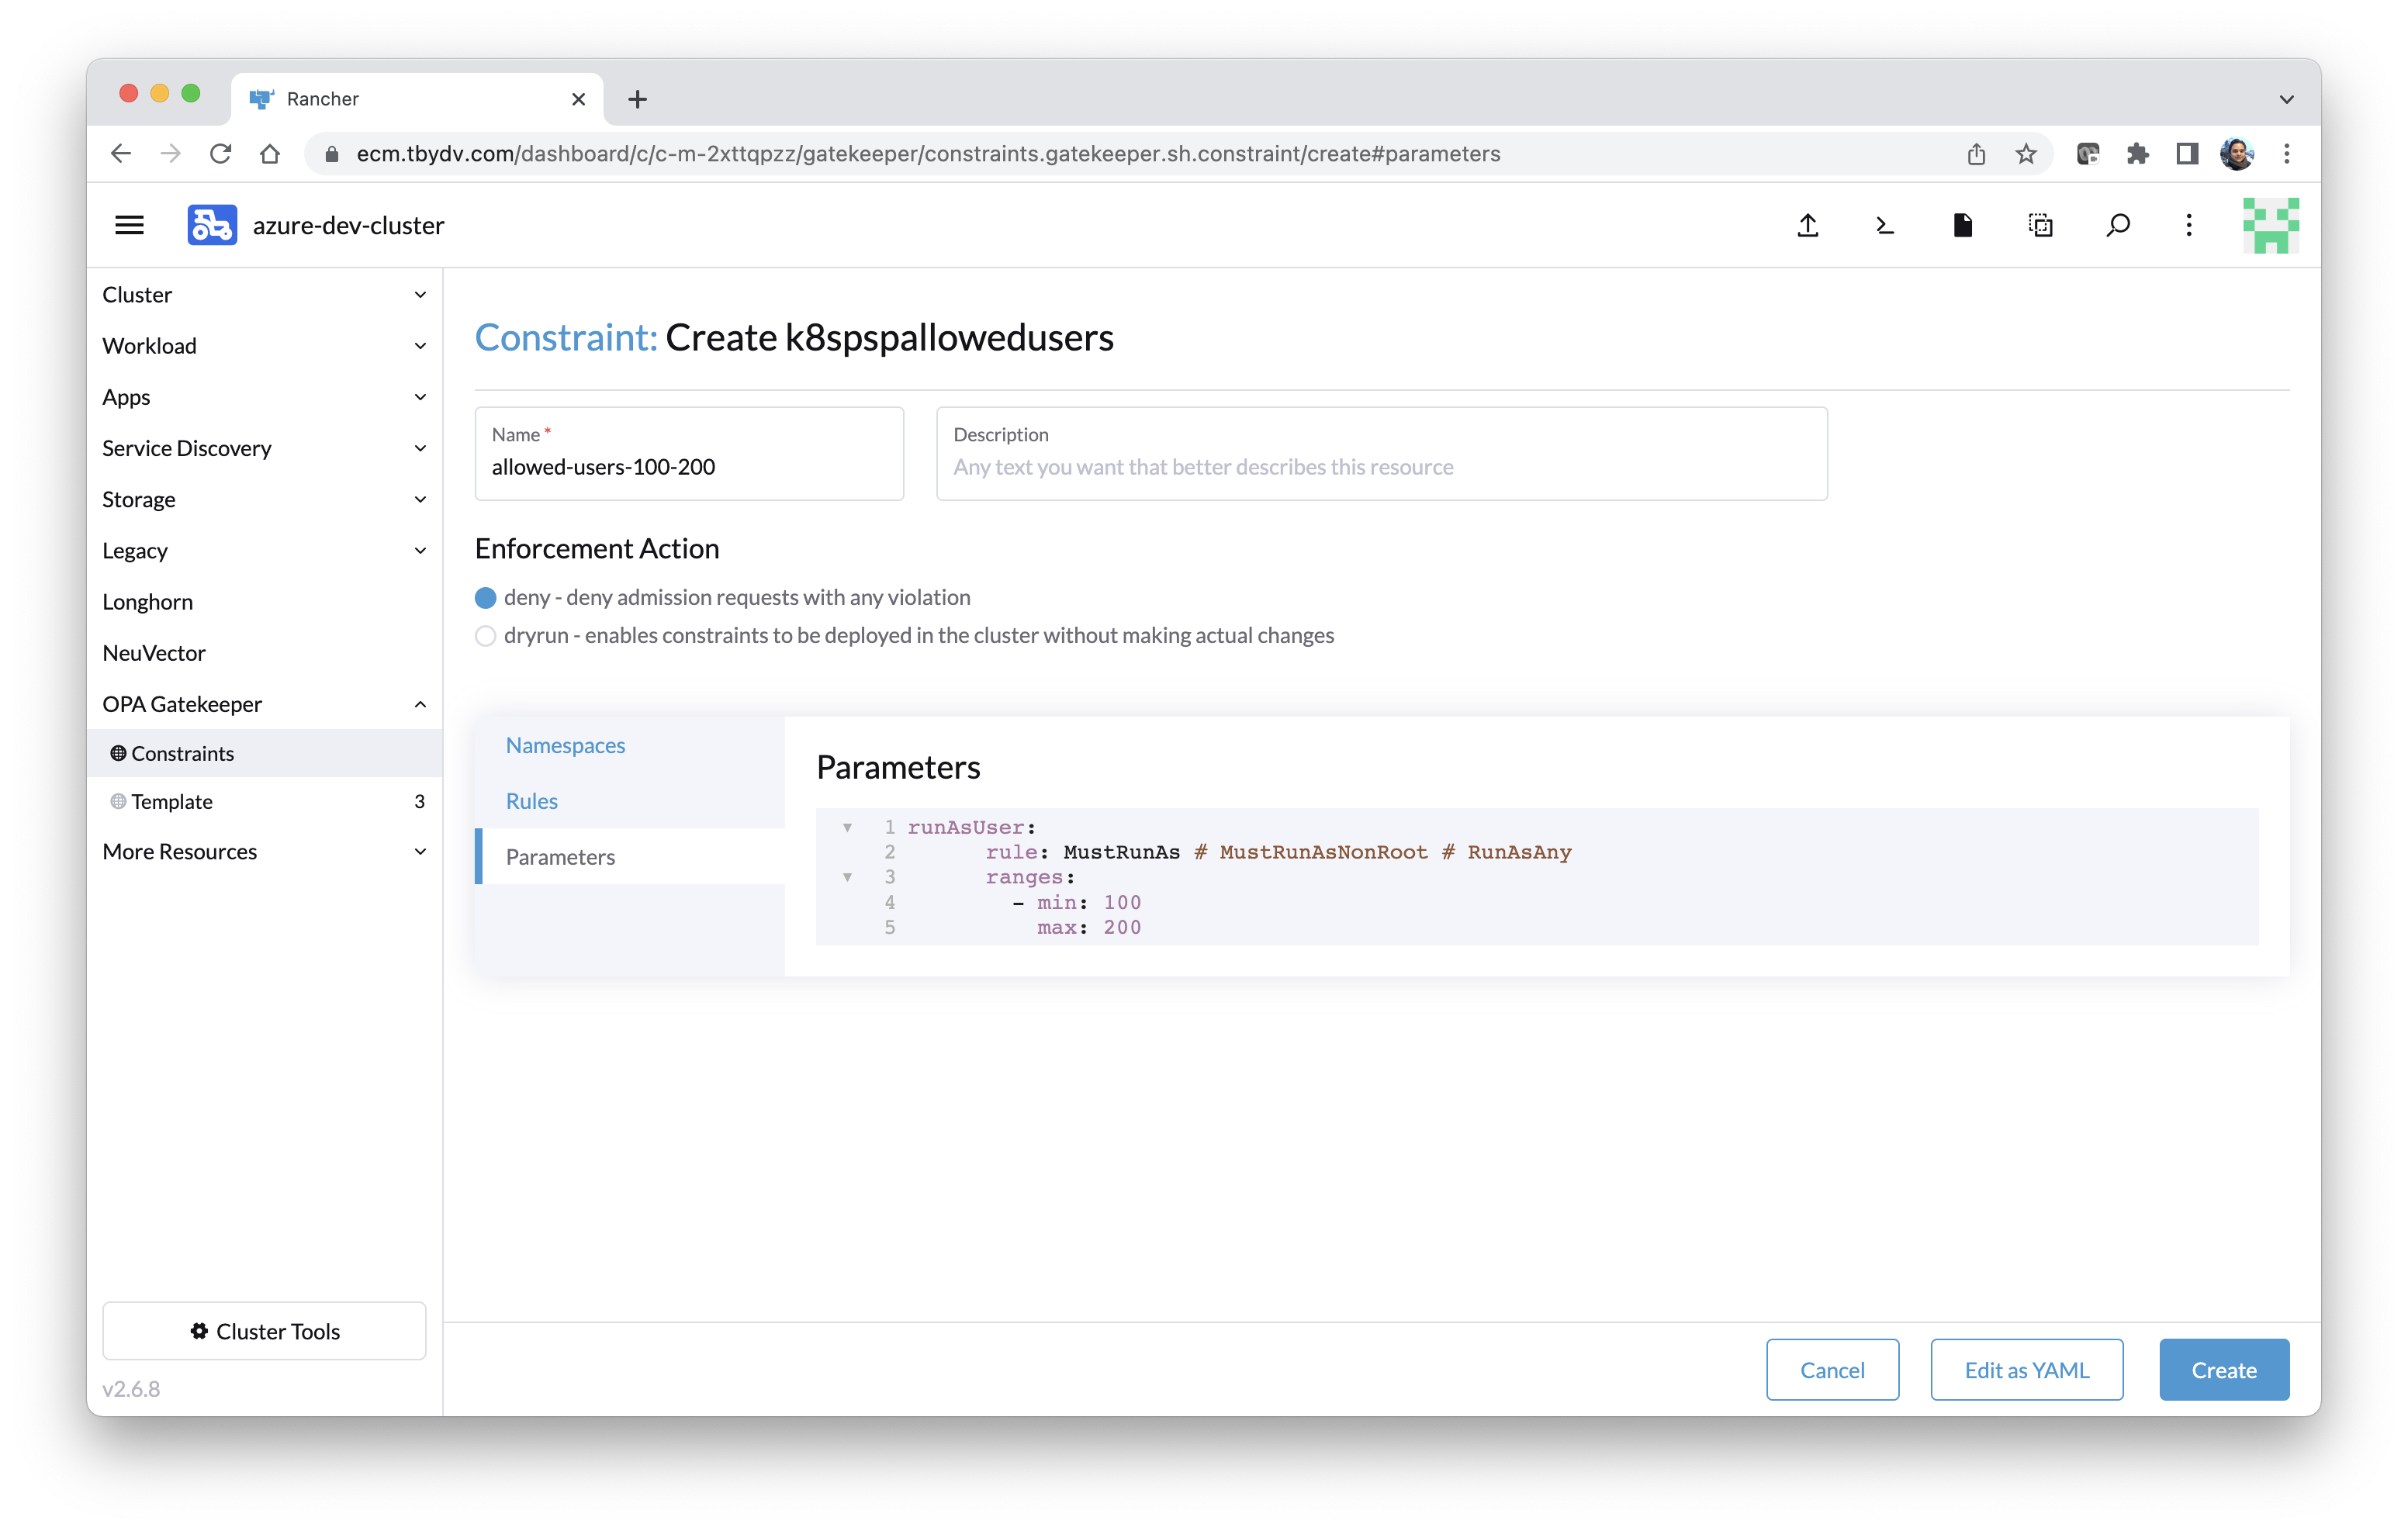 Rancher
ecm.tbydv.com/dashboard/c/c-m-2xttqpzz/gatekeeper/constraints.gatekeeper.sh.constraint/create#parameters
azure-dev-cluster
Cluster
Workload
Apps
Service Discovery
Storage
Legacy
Longhorn
NeuVector
OPA Gatekeeper
Constraints
Template 3
More Resources
Cluster Tools
v2.6.8
Constraint: Create k8spspallowedusers
Name *
allowed-users-100-200
Description
Any text you want that better describes this resource
Enforcement Action
deny - deny admission requests with any violation
dryrun - enables constraints to be deployed in the cluster without making actual changes
Namespaces
Rules
Parameters
Parameters
1 runAsUser:
2 rule: MustRunAs # MustRunAsNonRoot # RunAsAny
3 ranges:
4 - min: 100
5 max: 200
Cancel
Edit as YAML
Create